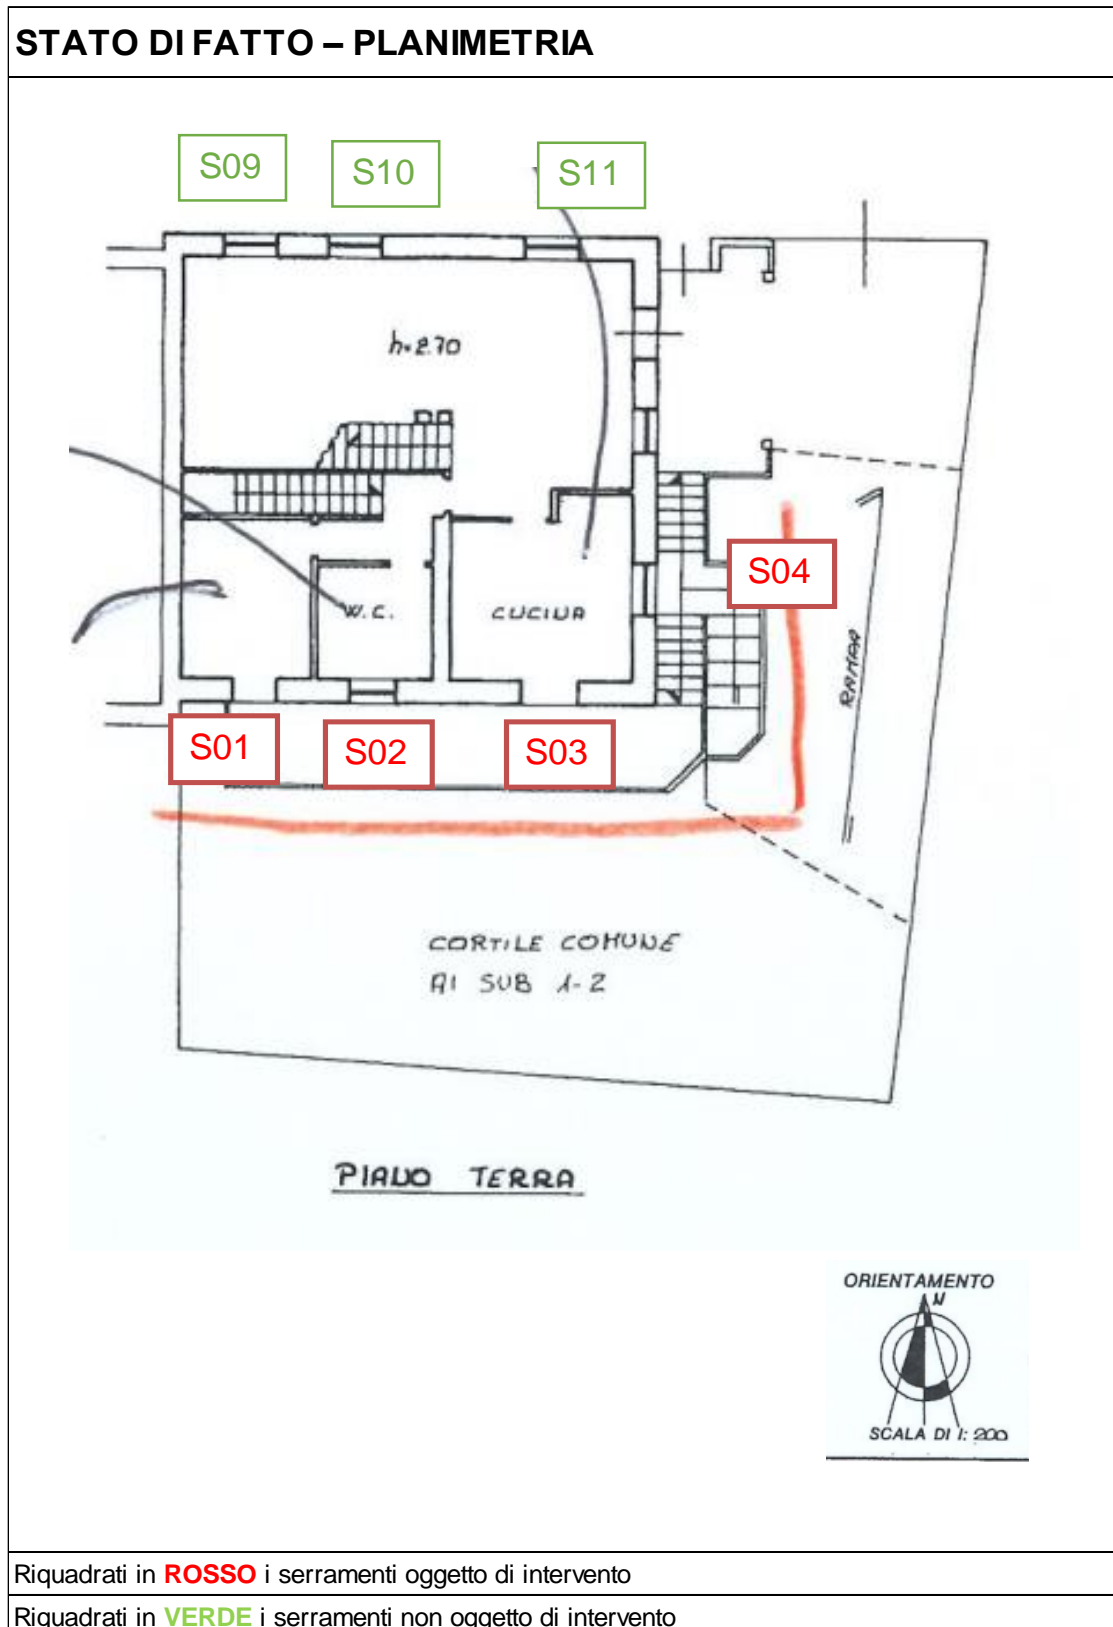 STATO DI FATTO – PLANIMETRIA
S09
S10
S11
h=2.70
S04
W.C.
CUCINA
RAMPA
S01
S02
S03
CORTILE COMUNE
AI SUB 1-2
PIANO TERRA
ORIENTAMENTO
N
SCALA DI 1: 200
Riquadrati in ROSSO i serramenti oggetto di intervento
Riquadrati in VERDE i serramenti non oggetto di intervento